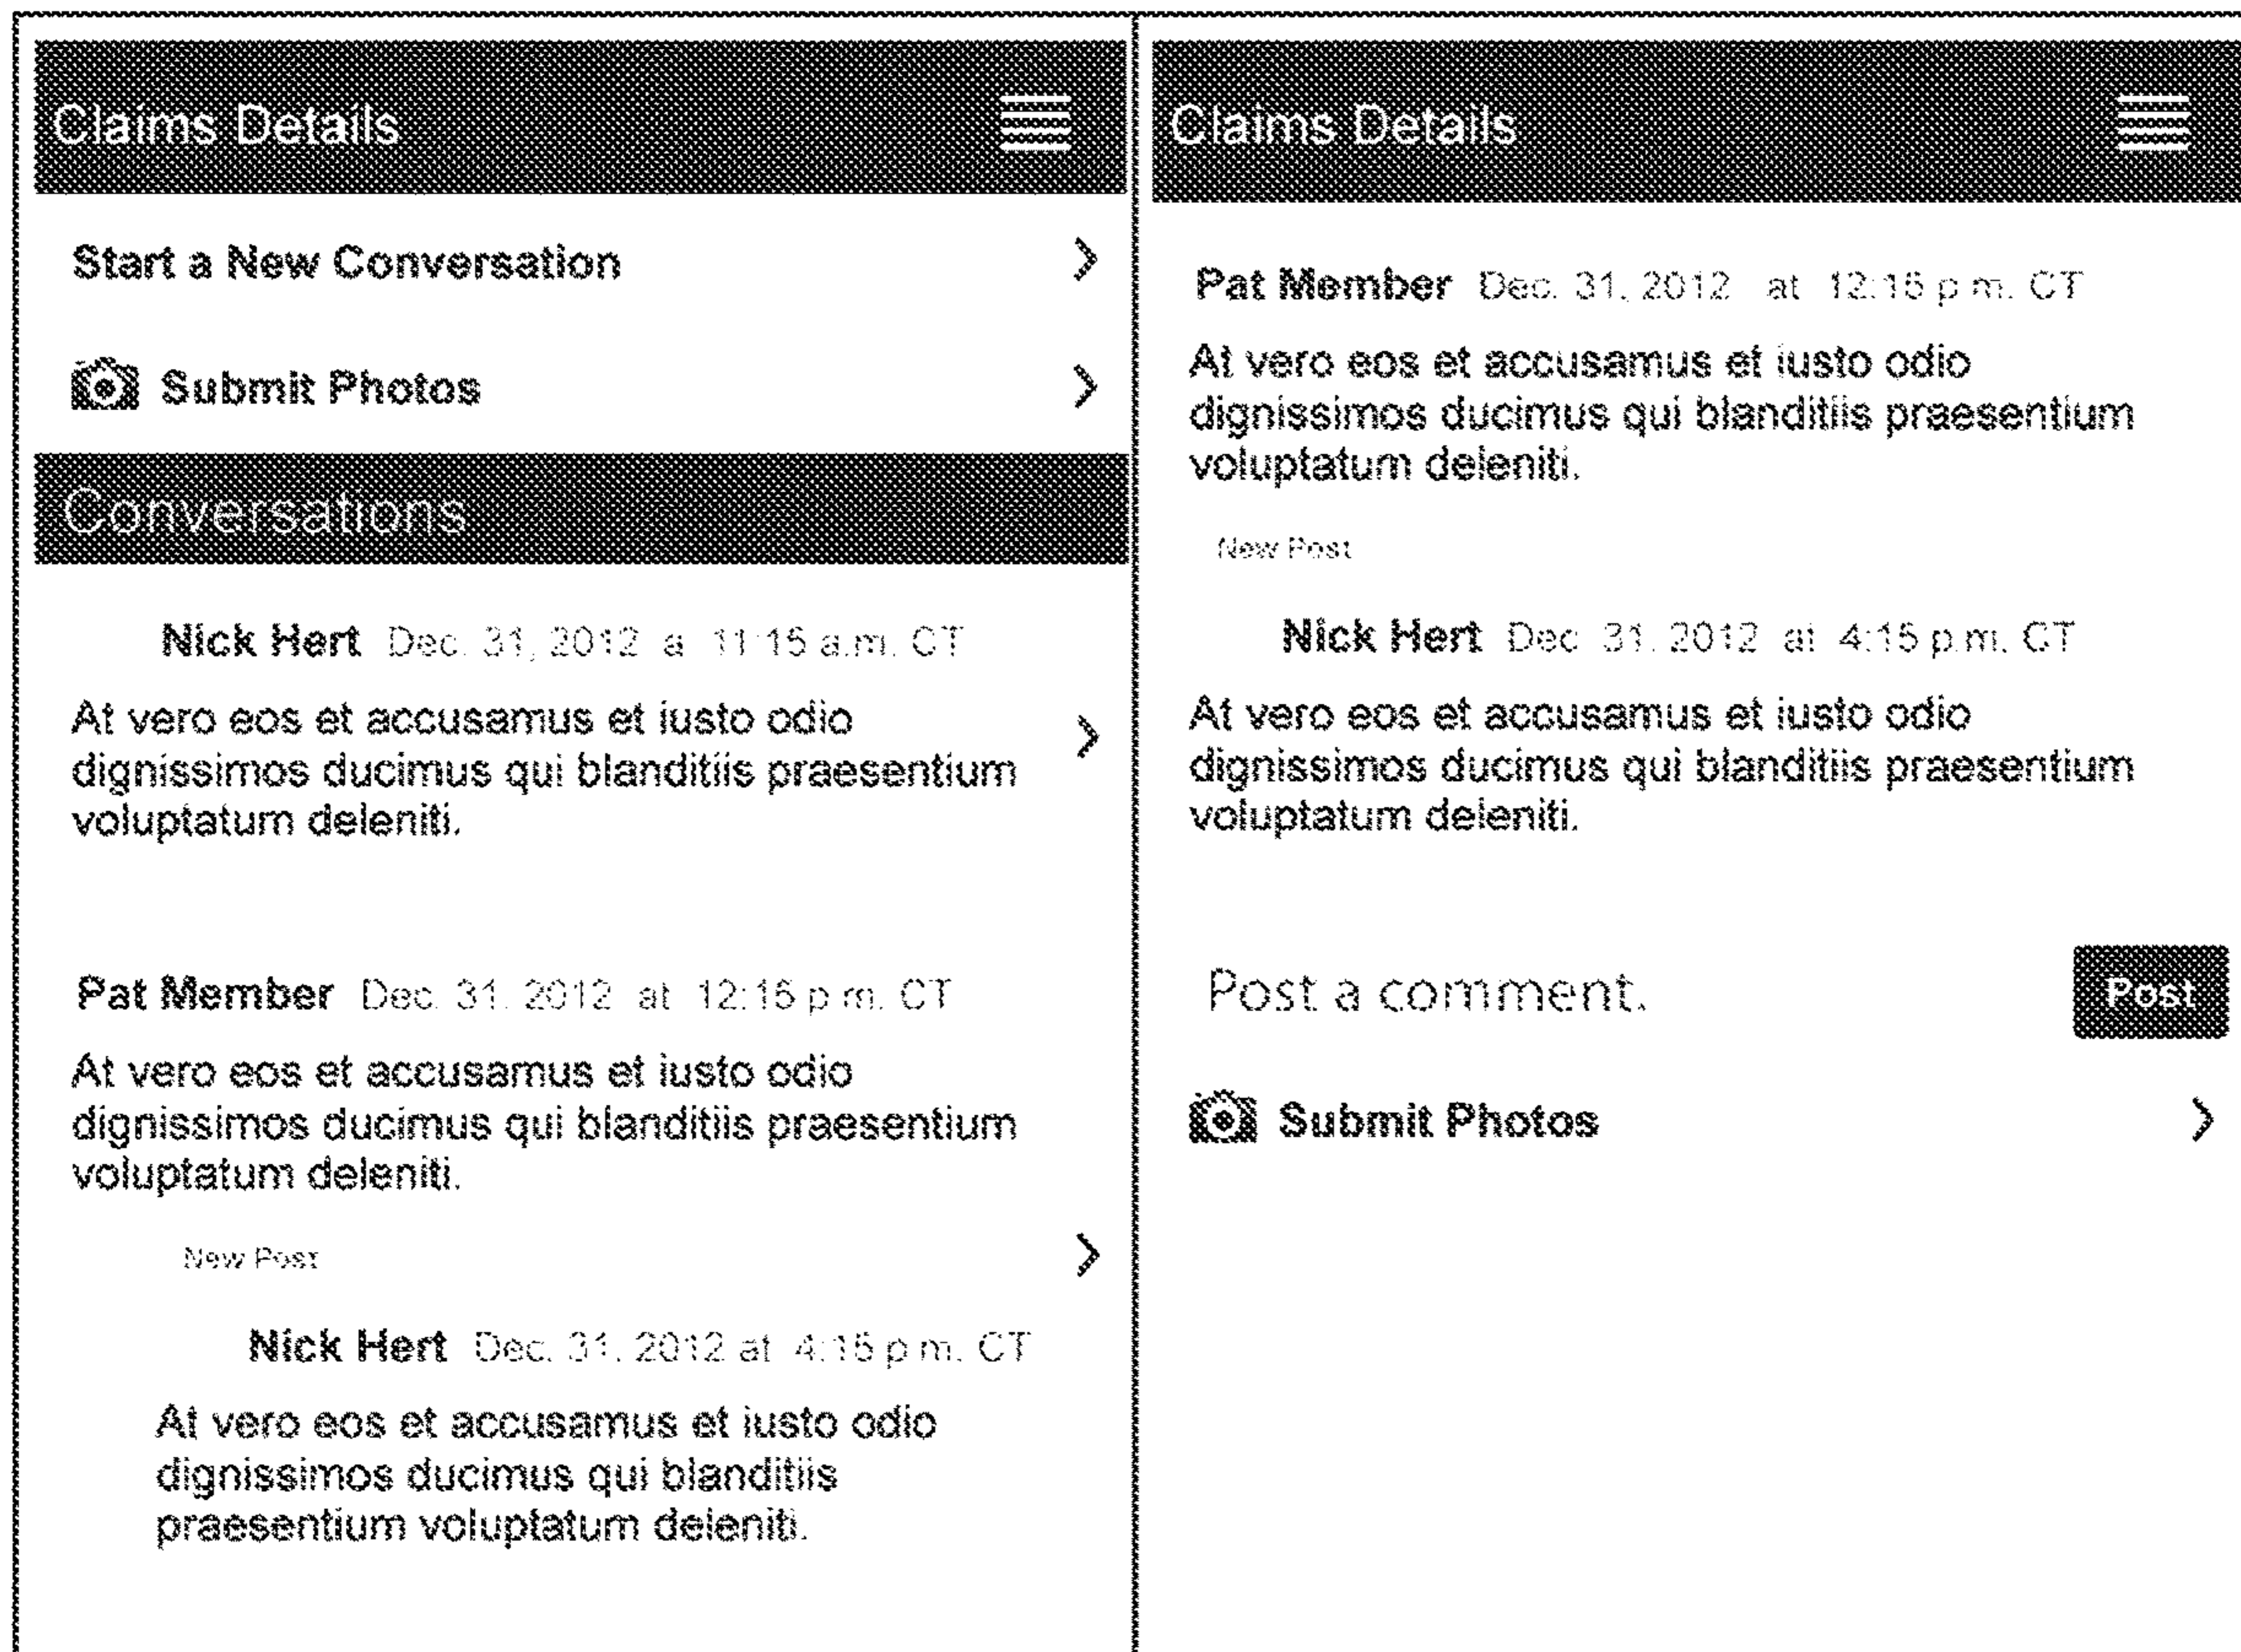 Claims Details
Start a New Conversation
Submit Photos
Conversations
Nick Hert Dec. 31, 2012 a 11:15 a.m. CT
At vero eos et accusamus et iusto odio
dignissimos ducimus qui blanditiis praesentium
voluptatum deleniti.
Pat Member Dec. 31. 2012 at 12:15 p.m. CT
At vero eos et accusamus et iusto odio
dignissimos ducimus qui blanditiis praesentium
voluptatum deleniti.
New Post
Nick Hert Dec. 31. 2012 at 4:15 p.m. CT
At vero eos et accusamus et iusto odio
dignissimos ducimus qui blanditiis
praesentium voluptatum deleniti.
Claims Details
Pat Member Dec. 31, 2012 at 12:15 p.m. CT
At vero eos et accusamus et iusto odio
dignissimos ducimus qui blanditiis praesentium
voluptatum deleniti.
New Post
Nick Hert Dec 31. 2012 at 4:15 p.m. CT
At vero eos et accusamus et iusto odio
dignissimos ducimus qui blanditiis praesentium
voluptatum deleniti.
Post a comment.
Post
Submit Photos